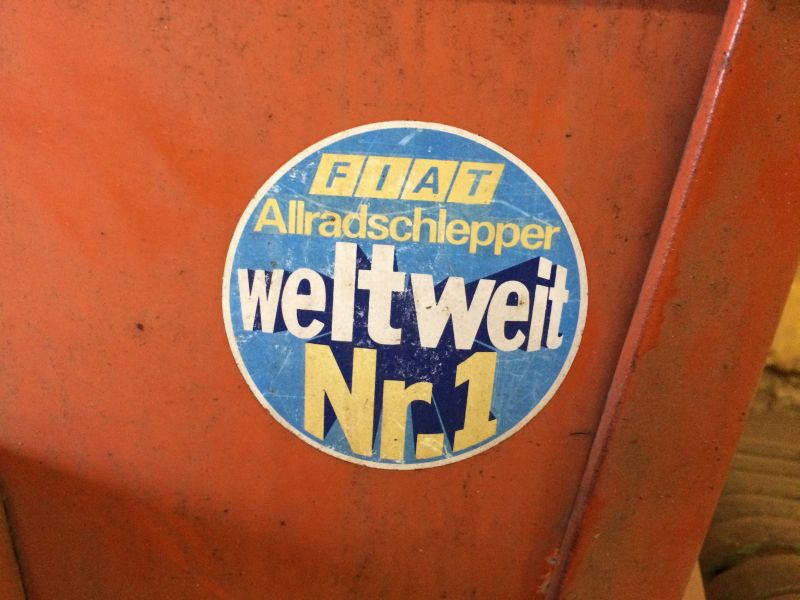 FIAT
Allradschlepper
weltweit
Nr.1